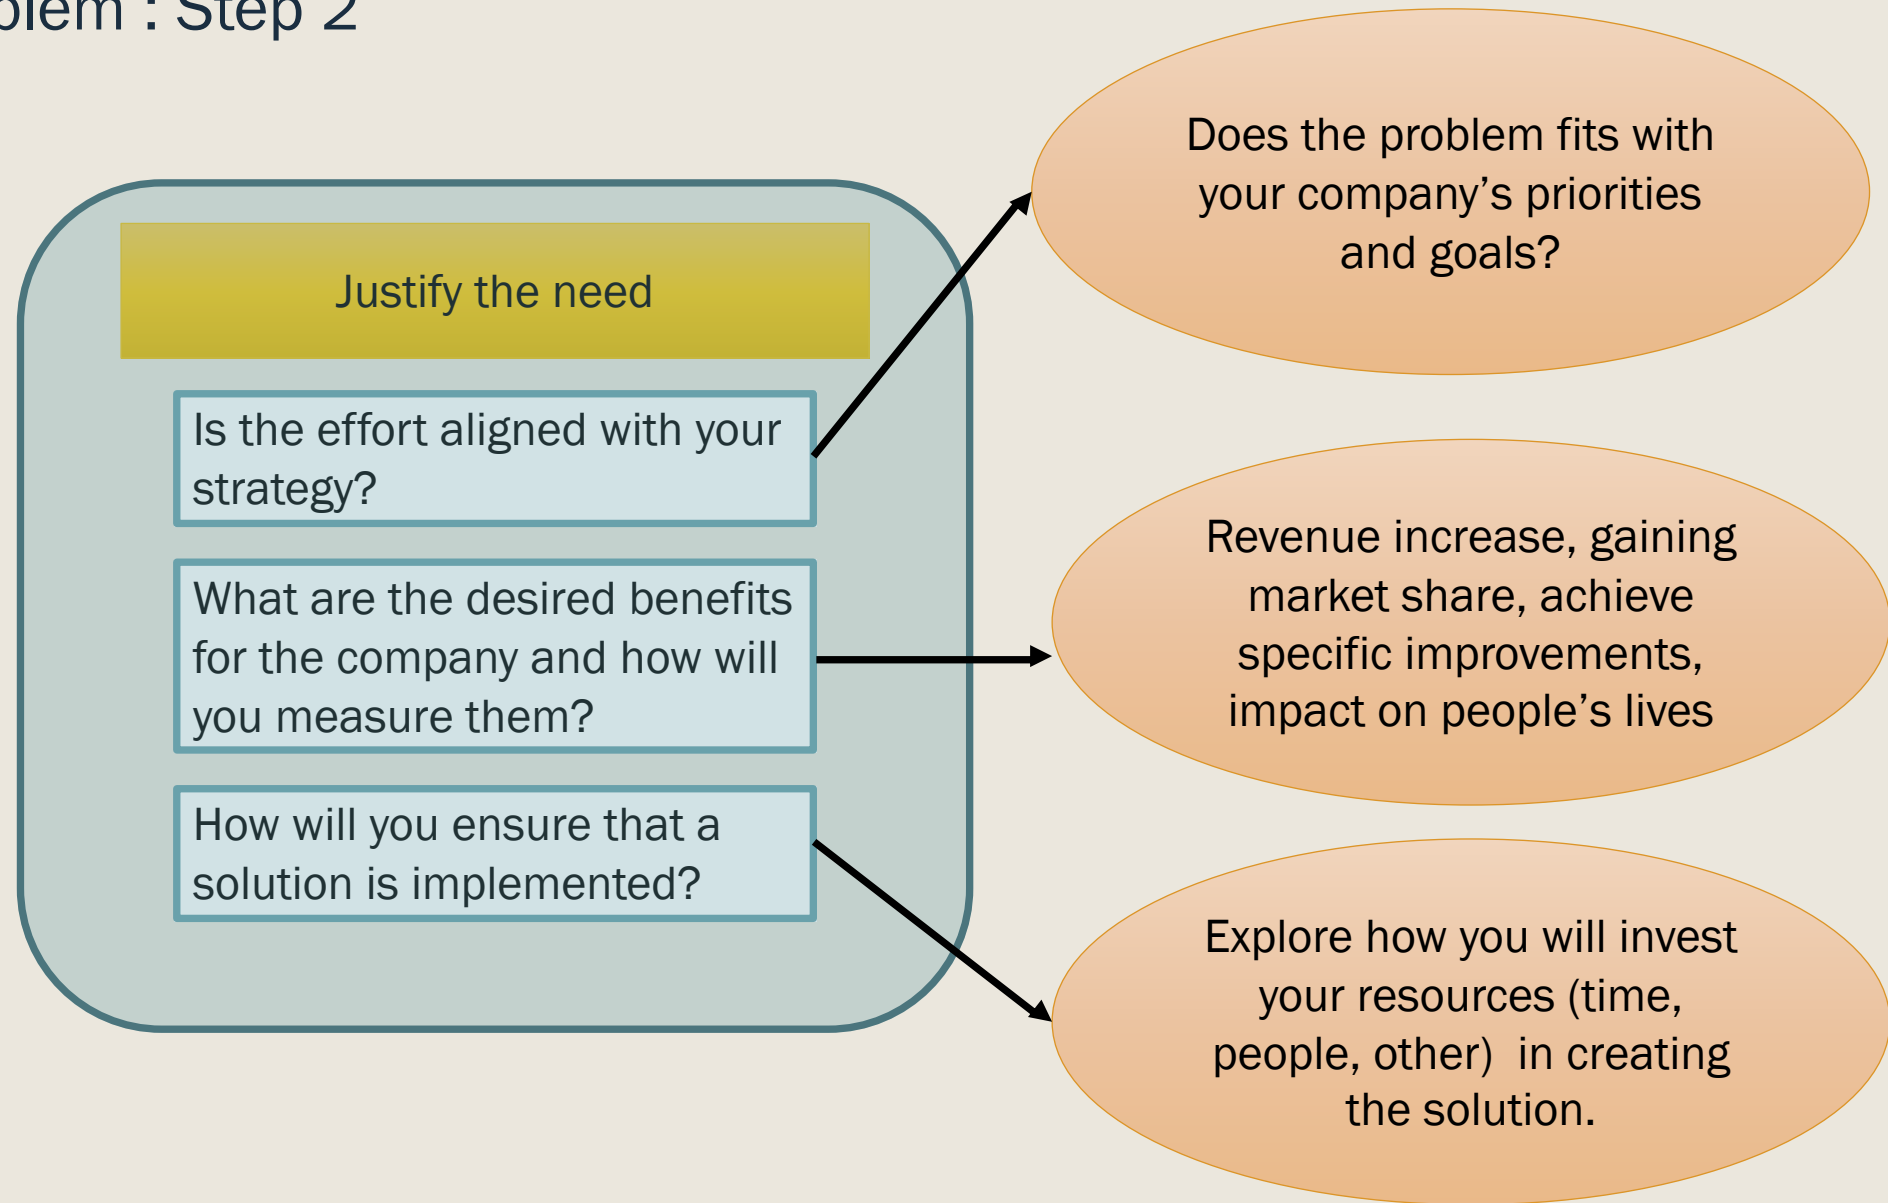 : Step 2
Justify the need
Is the effort aligned with your
strategy?
What are the desired benefits
for the company and how will
you measure them?
How will you ensure that a
solution is implemented?
Does the problem fits with
your company’s priorities
and goals?
Revenue increase, gaining
market share, achieve
specific improvements,
impact on people’s lives
Explore how you will invest
your resources (time,
people, other)  in creating
the solution.